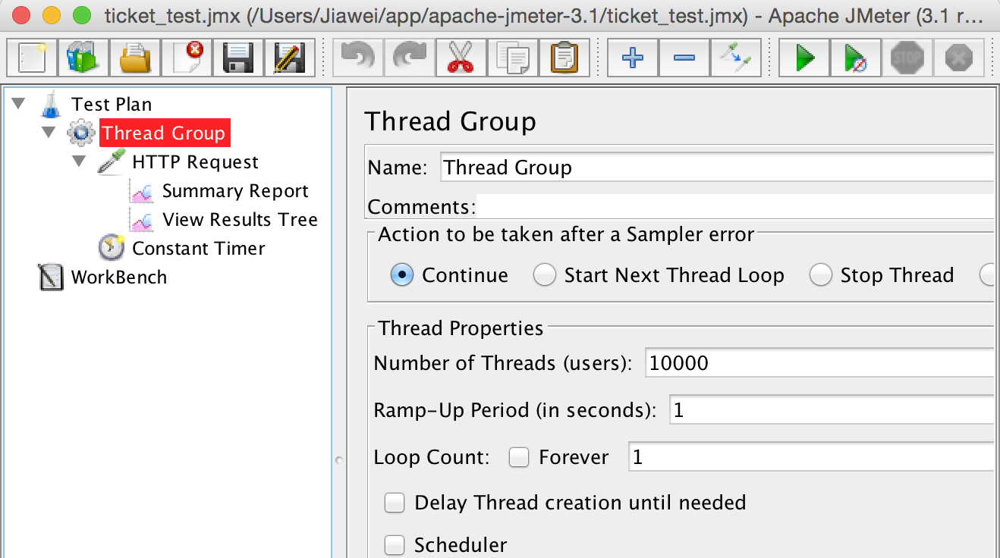 ticket_test.jmx (/Users/Jiawei/app/apache-jmeter-3.1/ticket_test.jmx) - Apache JMeter (3.1 r...
STOP
Test Plan
Thread Group
HTTP Request
Summary Report
View Results Tree
Constant Timer
WorkBench
Thread Group
Name: Thread Group
Comments:
Action to be taken after a Sampler error
Continue Start Next Thread Loop Stop Thread
Thread Properties
Number of Threads (users): 10000
Ramp-Up Period (in seconds): 1
Loop Count: Forever 1
Delay Thread creation until needed
Scheduler